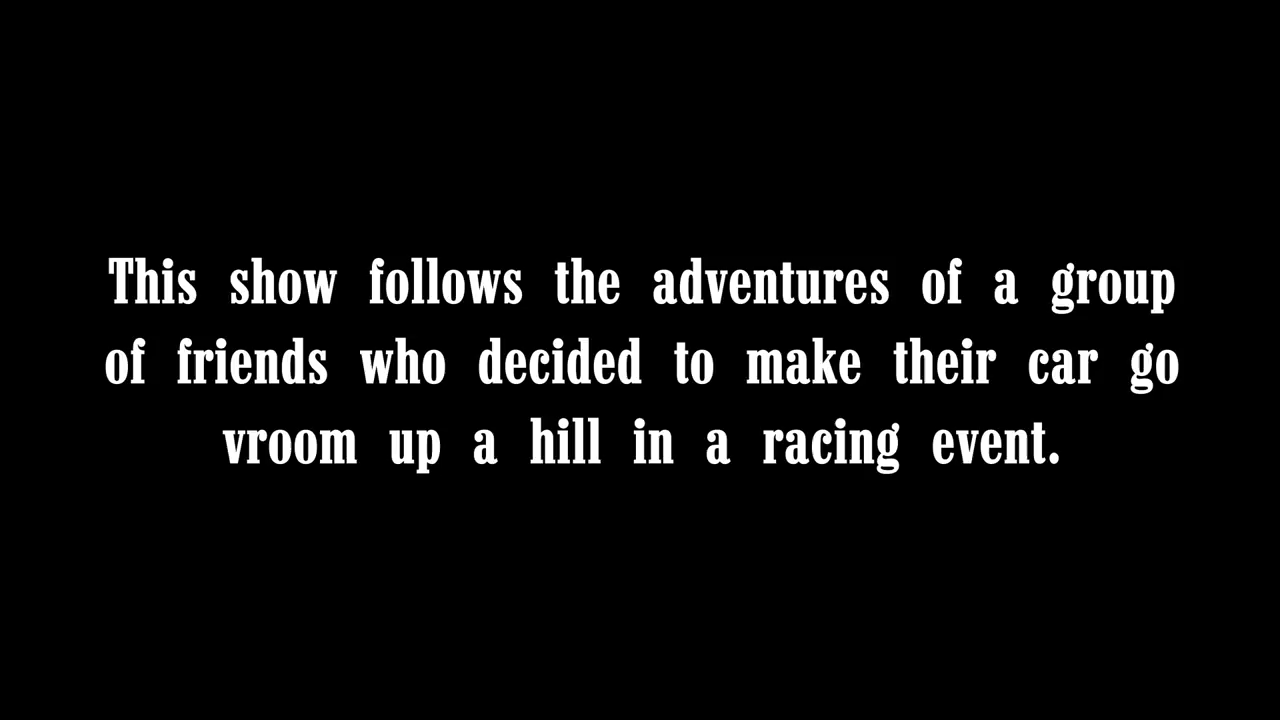 This show follows the adventures of a group
of friends who decided to make their car go
vroom up a hill in a racing event.